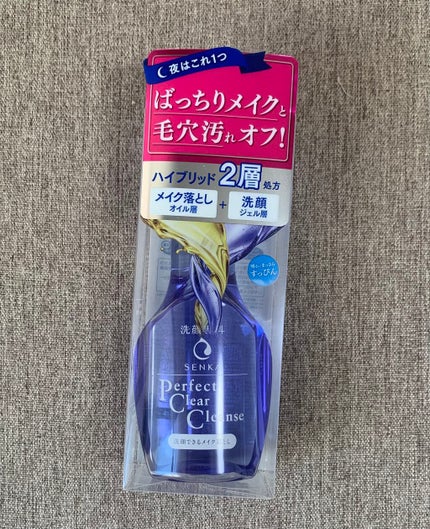 夜はこれ1つ
ばっちりメイクと
毛穴汚れオフ!
ハイブリッド2層処方
メイク落とし
オイル層
+
洗顔
ジェル層
すっぴん
洗顔専科
SENKA
Perfect
Clear
Cleanse
洗顔できるメイク落とし